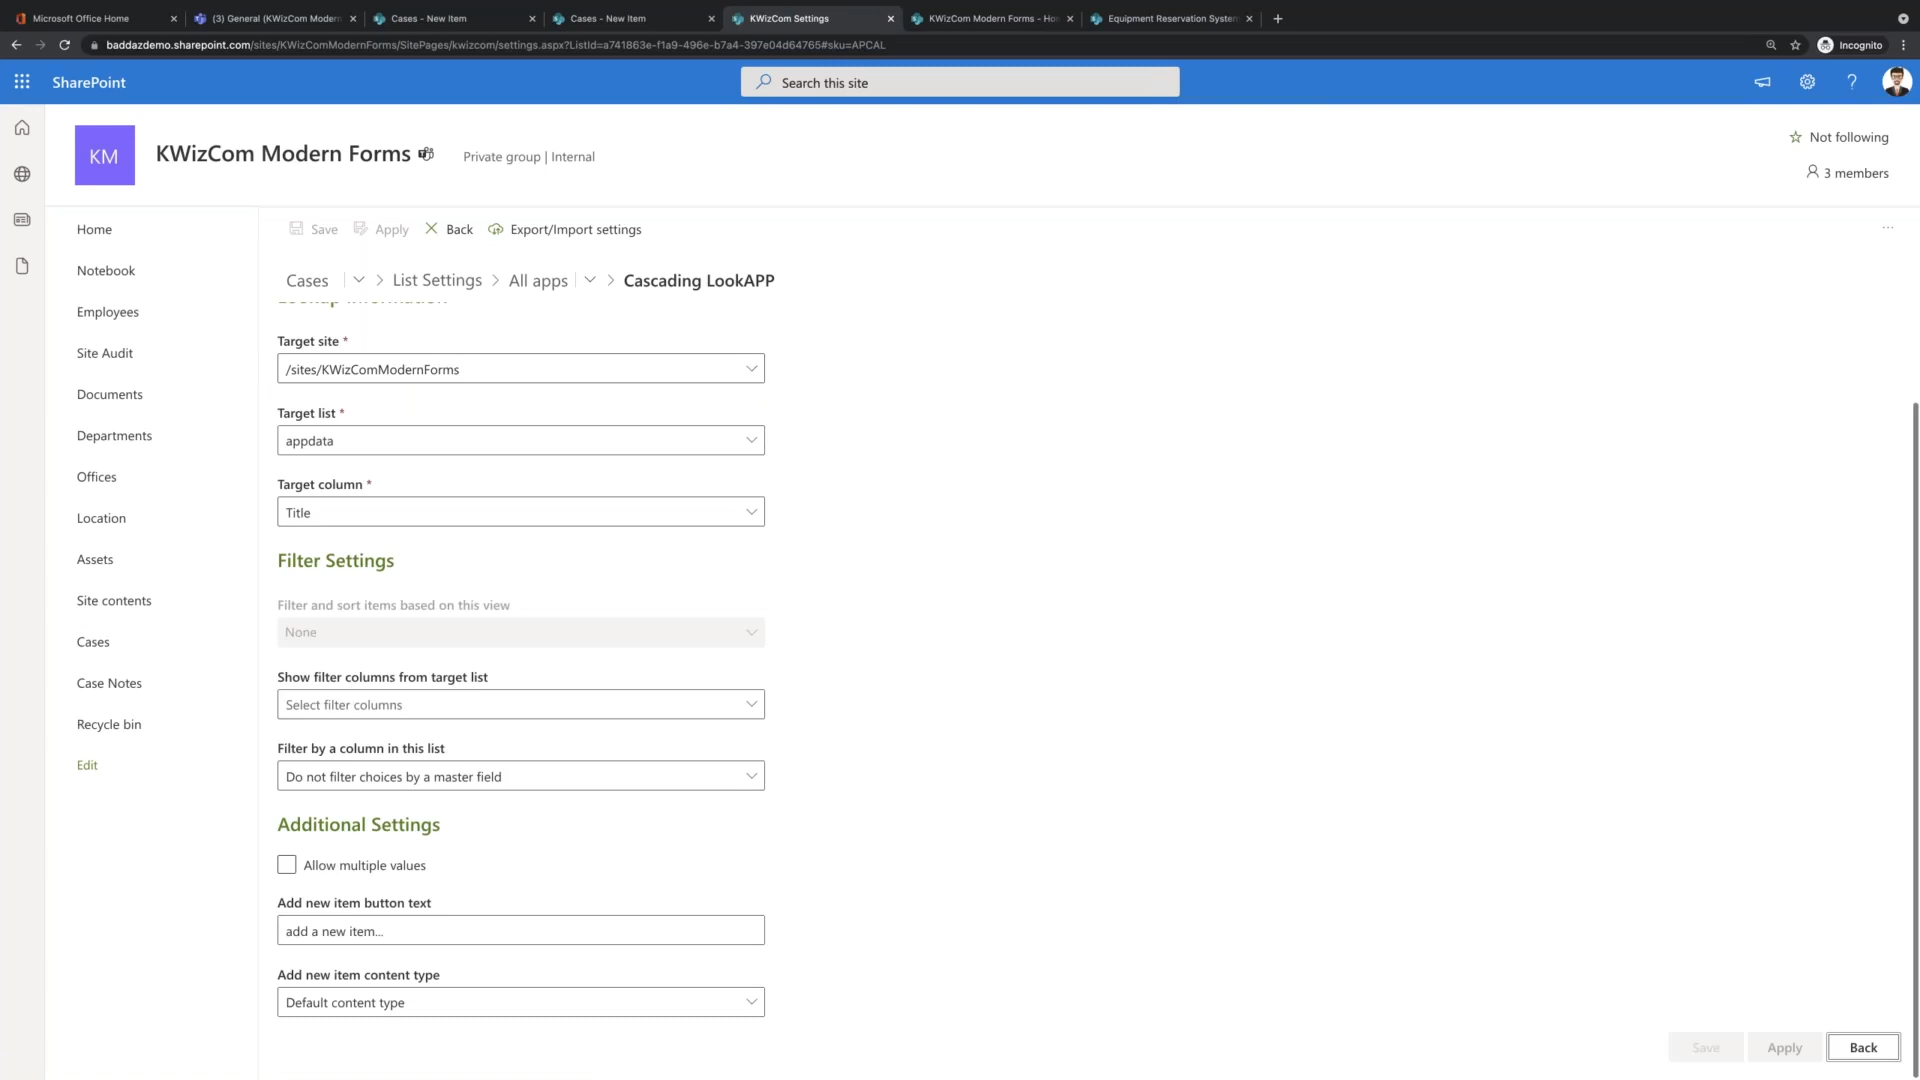 Microsoft Office Home
(3) General (KWizCom Modern
Cases - New Item
Cases - New Item
KWizCom Settings
KWizCom Modern Forms - Ho
Equipment Reservation System
baddazdemo.sharepoint.com/sites/KWizComModernForms/SitePages/kwizcom/settings.aspx?ListId=a741863e-f1a9-496e-b7a4-397e04d64765#sku=APCAL
Incognito
SharePoint
Search this site
KM
KWizCom Modern Forms
Private group | Internal
Not following
3 members
Home
Notebook
Employees
Site Audit
Documents
Departments
Offices
Location
Assets
Site contents
Cases
Case Notes
Recycle bin
Edit
Save
Apply
Back
Export/Import settings
Cases > List Settings > All apps > Cascading LookAPP
Lookup Information
Target site *
/sites/KWizComModernForms
Target list *
appdata
Target column *
Title
Filter Settings
Filter and sort items based on this view
None
Show filter columns from target list
Select filter columns
Filter by a column in this list
Do not filter choices by a master field
Additional Settings
Allow multiple values
Add new item button text
add a new item...
Add new item content type
Default content type
Save
Apply
Back